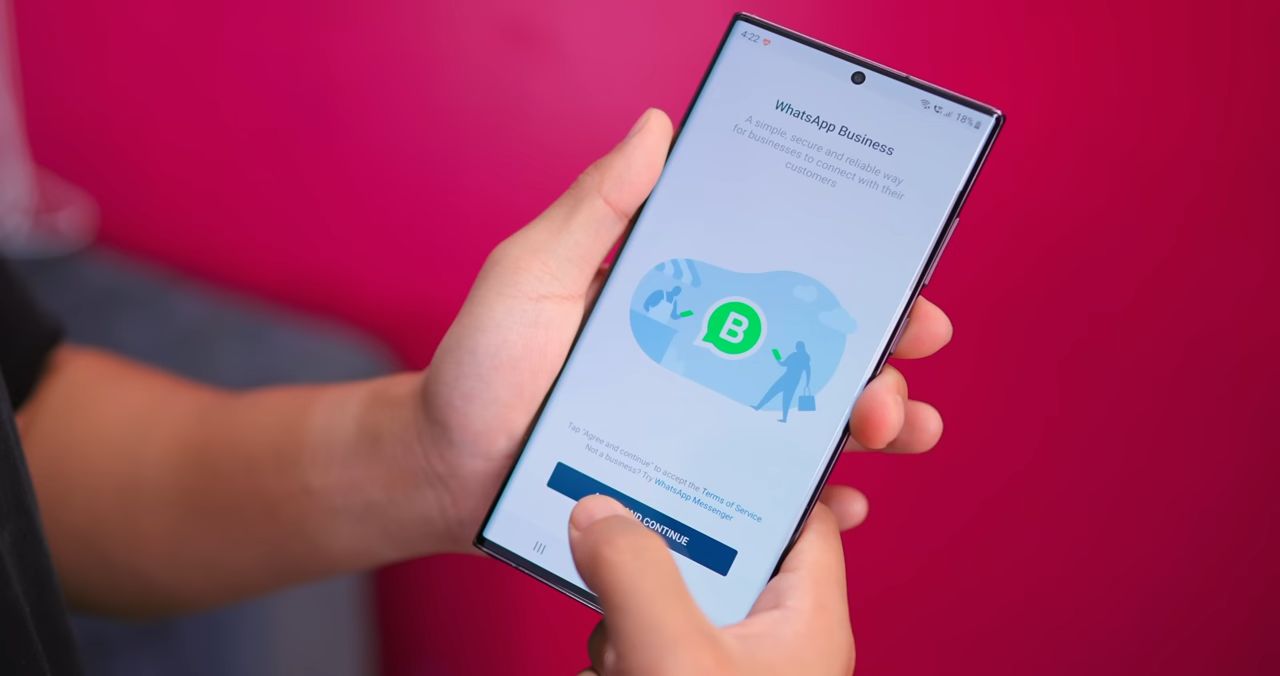 4:22
18%
WhatsApp Business
A simple, secure and reliable way
for businesses to connect with their
customers
B
Tap "Agree and continue" to accept the Terms of Service.
Not a business? Try WhatsApp Messenger
AND CONTINUE